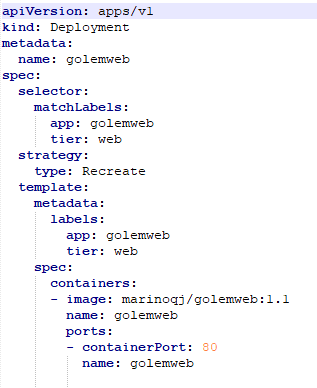 apiVersion: apps/v1
kind: Deployment
metadata:
  name: golemweb
spec:
  selector:
    matchLabels:
      app: golemweb
      tier: web
  strategy:
    type: Recreate
  template:
    metadata:
      labels:
        app: golemweb
        tier: web
    spec:
      containers:
      - image: marinoqj/golemweb:1.1
        name: golemweb
        ports:
        - containerPort: 80
          name: golemweb